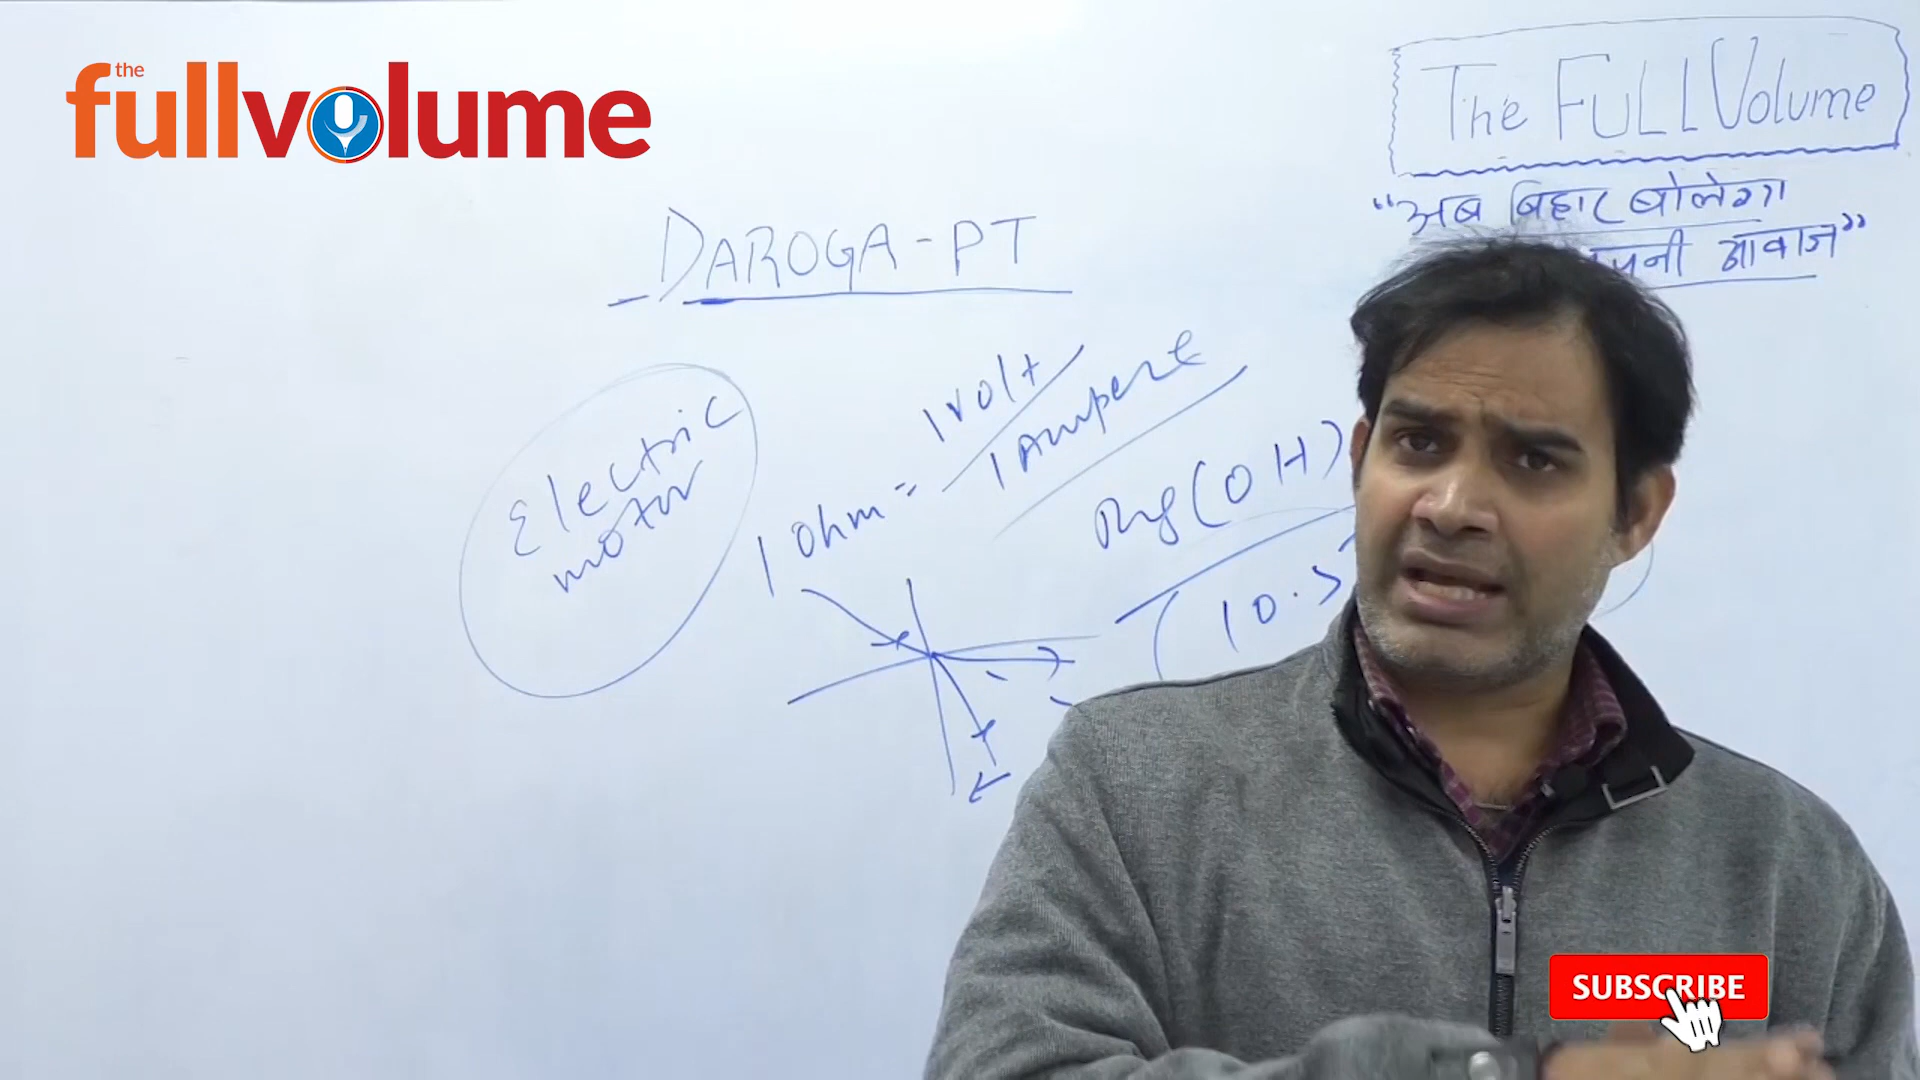 the
fullvolume
The FULL Volume
"अब बिहार बोलेगा
पनी आवाज"
DAROGA-PT
Electric
motor
1 Ohm =
1 volt
1 Ampere
Mg(OH)
10.5
SUBSCRIBE